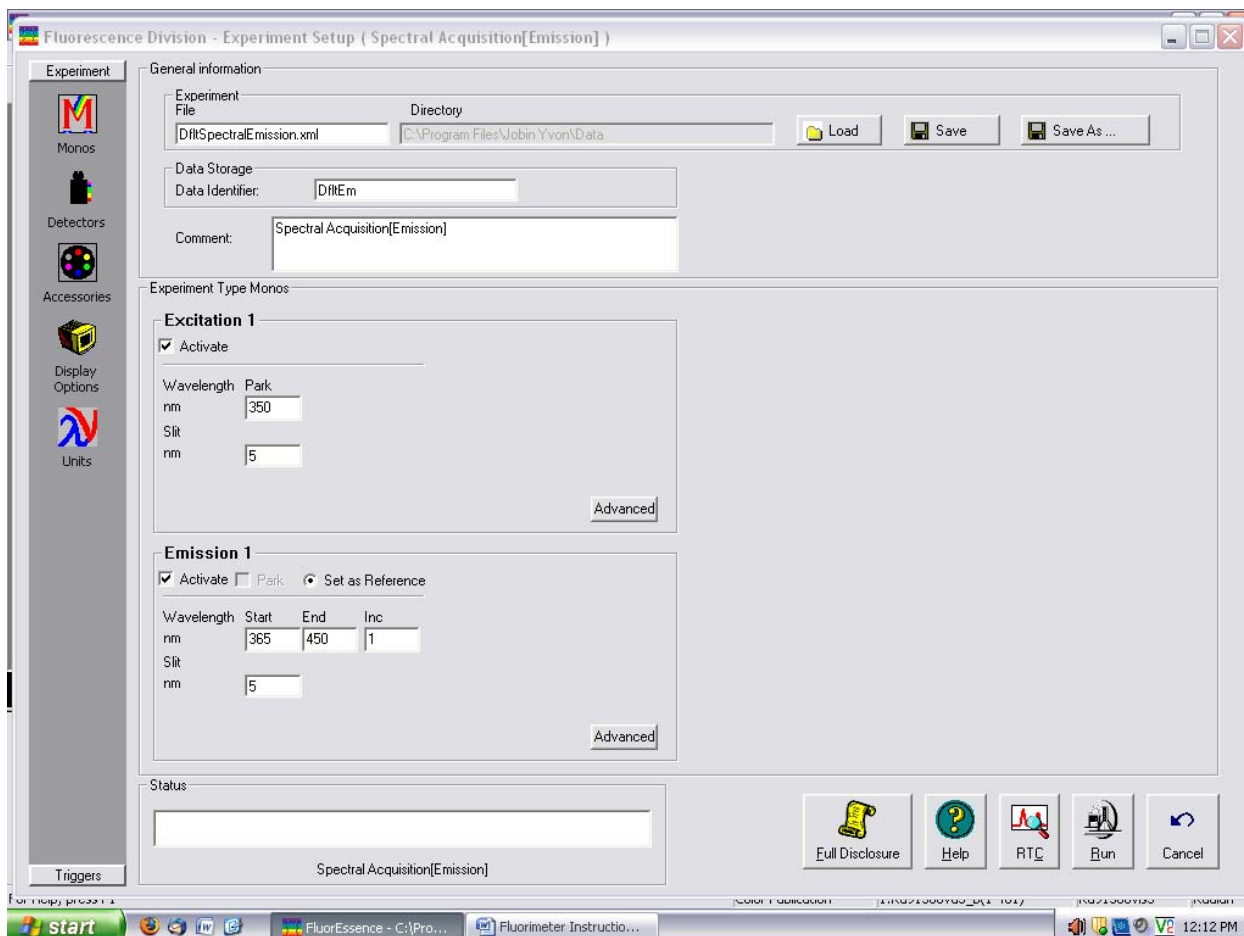 Fluorescence Division - Experiment Setup ( Spectral Acquisition[Emission] )
Experiment
Monos
Detectors
Accessories
Display
Options
Units
Triggers
General information
Experiment
File
Directory
DfltSpectralEmission.xml
C:\Program Files\Jobin Yvon\Data
Load
Save
Save As ...
Data Storage
Data Identifier:
DfltEm
Comment:
Spectral Acquisition[Emission]
Experiment Type Monos
Excitation 1
Activate
Wavelength Park
nm 350
Slit
nm 5
Advanced
Emission 1
Activate Park Set as Reference
Wavelength Start End Inc
nm 365 450 1
Slit
nm 5
Advanced
Status
Spectral Acquisition[Emission]
Full Disclosure
Help
RTC
Run
Cancel
For Help, press F1
start
FluorEssence - C:\Pro...
Fluorimeter Instructio...
12:12 PM